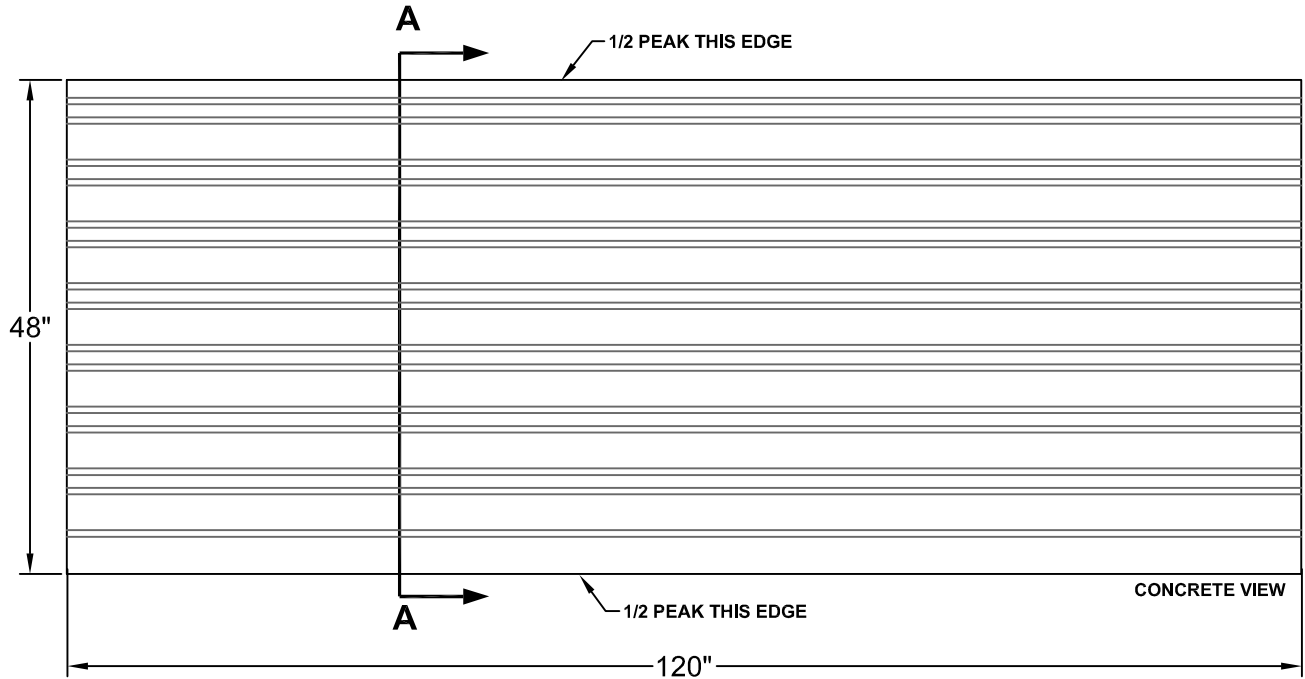 A
1/2 PEAK THIS EDGE
48"
CONCRETE VIEW
A
1/2 PEAK THIS EDGE
120"